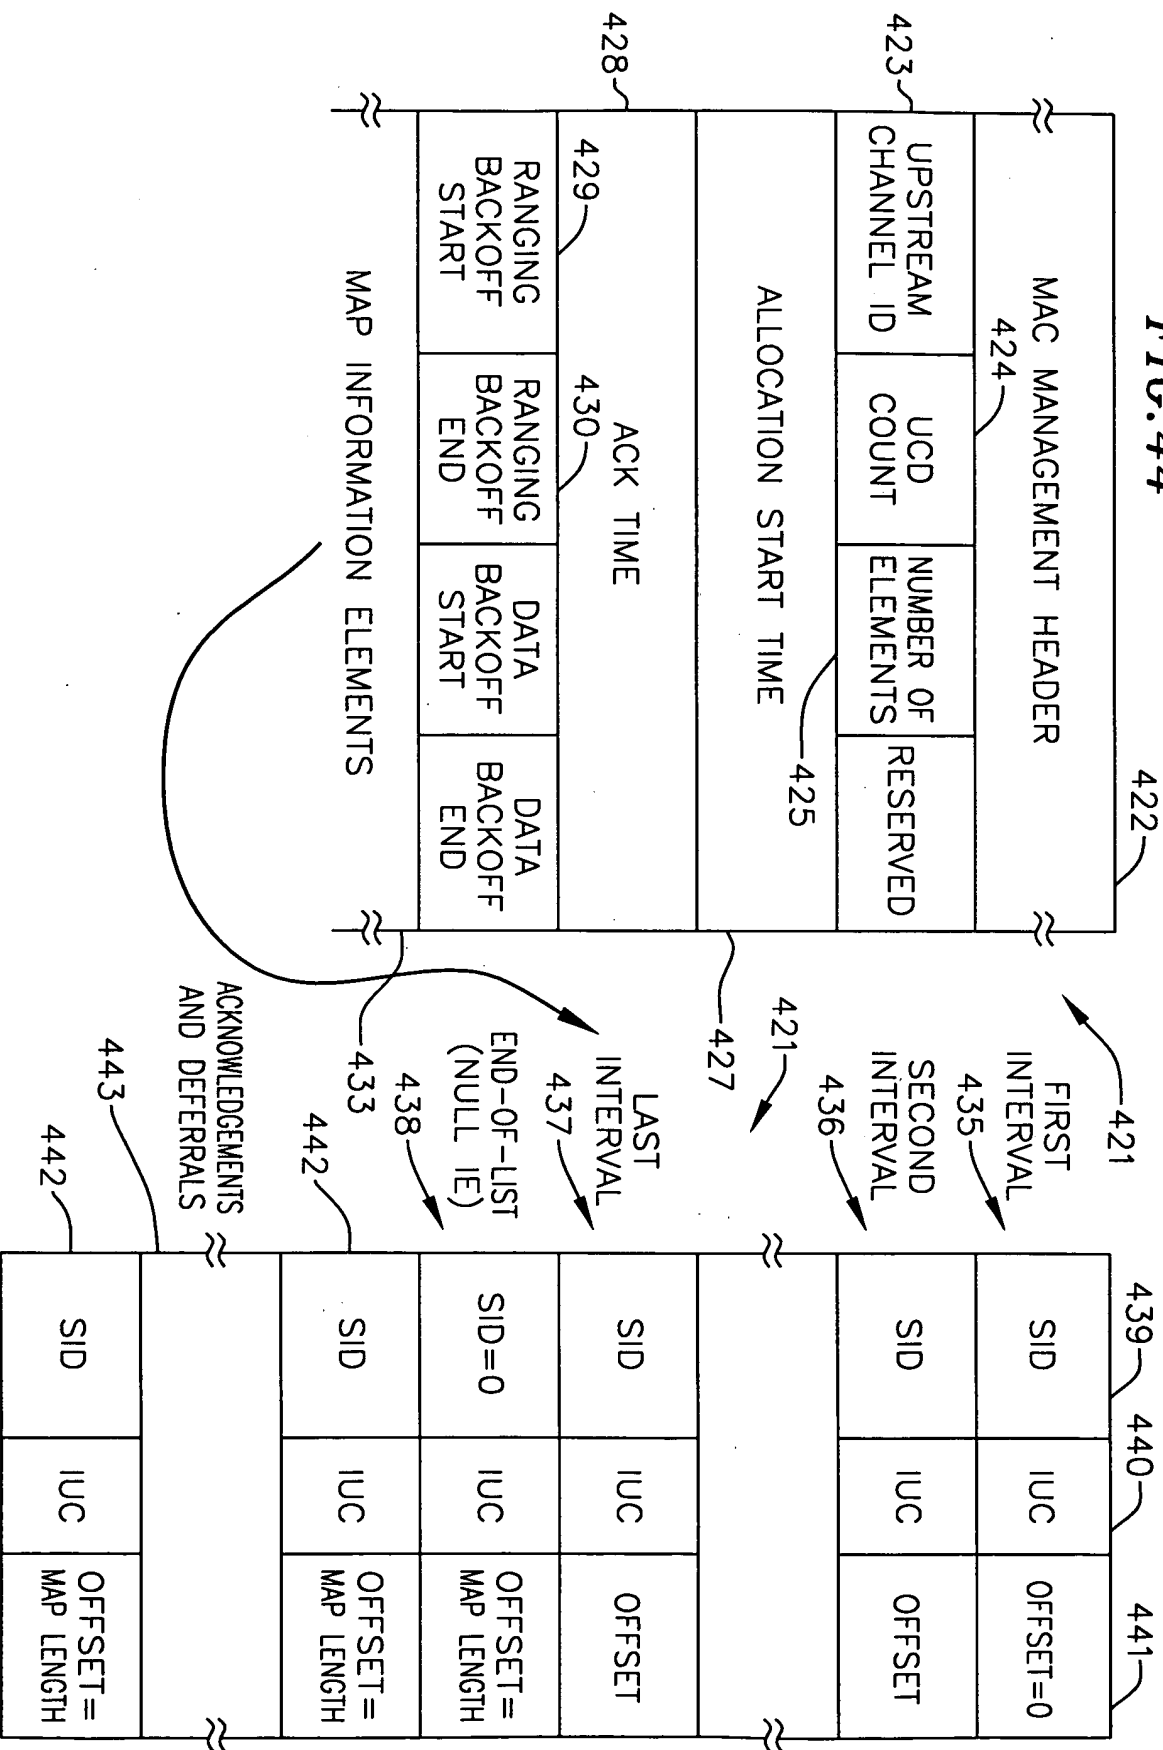 FIG. 44
422
MAC MANAGEMENT HEADER
423
424
UPSTREAM
CHANNEL ID
UCD
COUNT
NUMBER OF
ELEMENTS
RESERVED
425
ALLOCATION START TIME
427
428
ACK TIME
429
430
RANGING
BACKOFF
START
RANGING
BACKOFF
END
DATA
BACKOFF
START
DATA
BACKOFF
END
433
MAP INFORMATION ELEMENTS
421
421
439
440
441
FIRST
INTERVAL
435
SID
IUC
OFFSET=0
SECOND
INTERVAL
436
SID
IUC
OFFSET
LAST
INTERVAL
437
SID
IUC
OFFSET
END-OF-LIST
(NULL IE)
438
SID=0
IUC
OFFSET=
MAP LENGTH
442
SID
IUC
OFFSET=
MAP LENGTH
ACKNOWLEDGEMENTS
AND DEFERRALS
443
442
SID
IUC
OFFSET=
MAP LENGTH